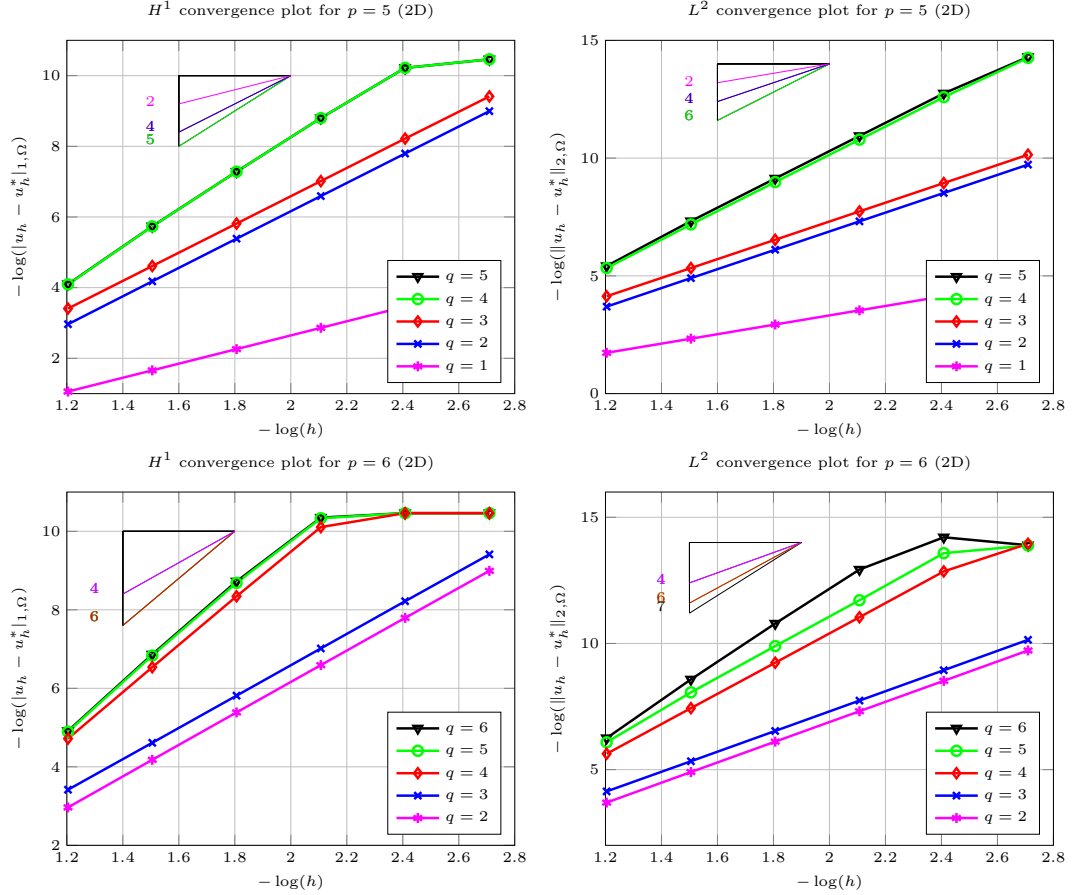 H¹ convergence plot for p = 5 (2D)
10
8
6
4
2
1.2 1.4 1.6 1.8 2 2.2 2.4 2.6 2.8
− log(h)
− log(|u_h − u_h^*|_{1,Ω})
2
4
5
q = 5
q = 4
q = 3
q = 2
q = 1
L² convergence plot for p = 5 (2D)
15
10
5
0
1.2 1.4 1.6 1.8 2 2.2 2.4 2.6 2.8
− log(h)
− log(‖u_h − u_h^*‖_{2,Ω})
2
4
6
q = 5
q = 4
q = 3
q = 2
q = 1
H¹ convergence plot for p = 6 (2D)
10
8
6
4
2
1.2 1.4 1.6 1.8 2 2.2 2.4 2.6 2.8
− log(h)
− log(|u_h − u_h^*|_{1,Ω})
4
6
q = 6
q = 5
q = 4
q = 3
q = 2
L² convergence plot for p = 6 (2D)
15
10
5
1.2 1.4 1.6 1.8 2 2.2 2.4 2.6 2.8
− log(h)
− log(‖u_h − u_h^*‖_{2,Ω})
4
6
7
q = 6
q = 5
q = 4
q = 3
q = 2